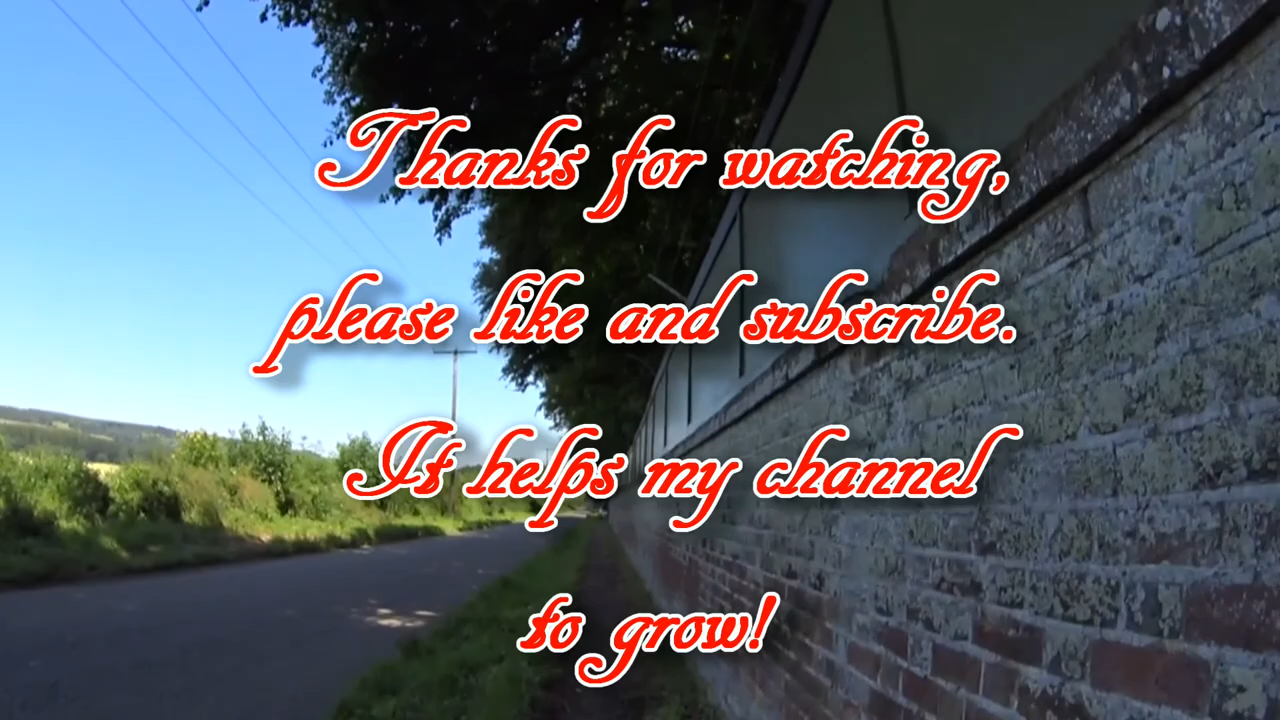 Thanks for watching,
please like and subscribe.
It helps my channel
to grow!